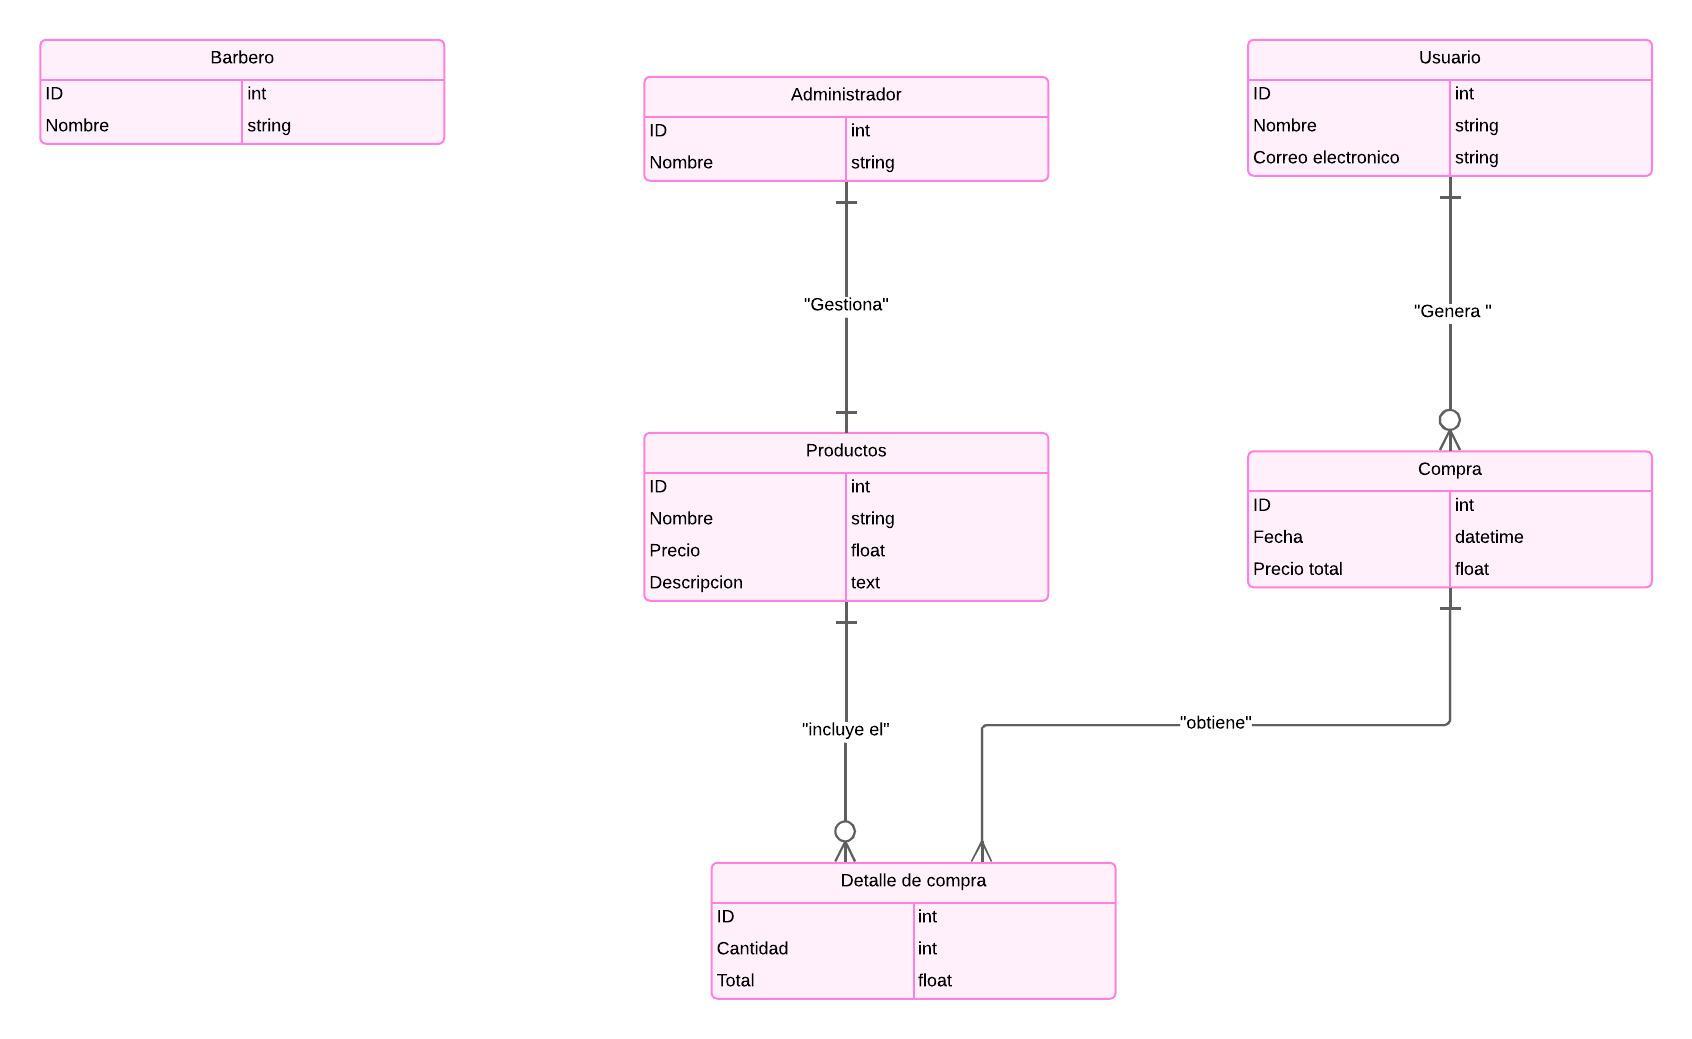 Barbero
ID int
Nombre string
Administrador
ID int
Nombre string
Usuario
ID int
Nombre string
Correo electronico string
"Gestiona"
"Genera "
Productos
ID int
Nombre string
Precio float
Descripcion text
Compra
ID int
Fecha datetime
Precio total float
"incluye el"
"obtiene"
Detalle de compra
ID int
Cantidad int
Total float